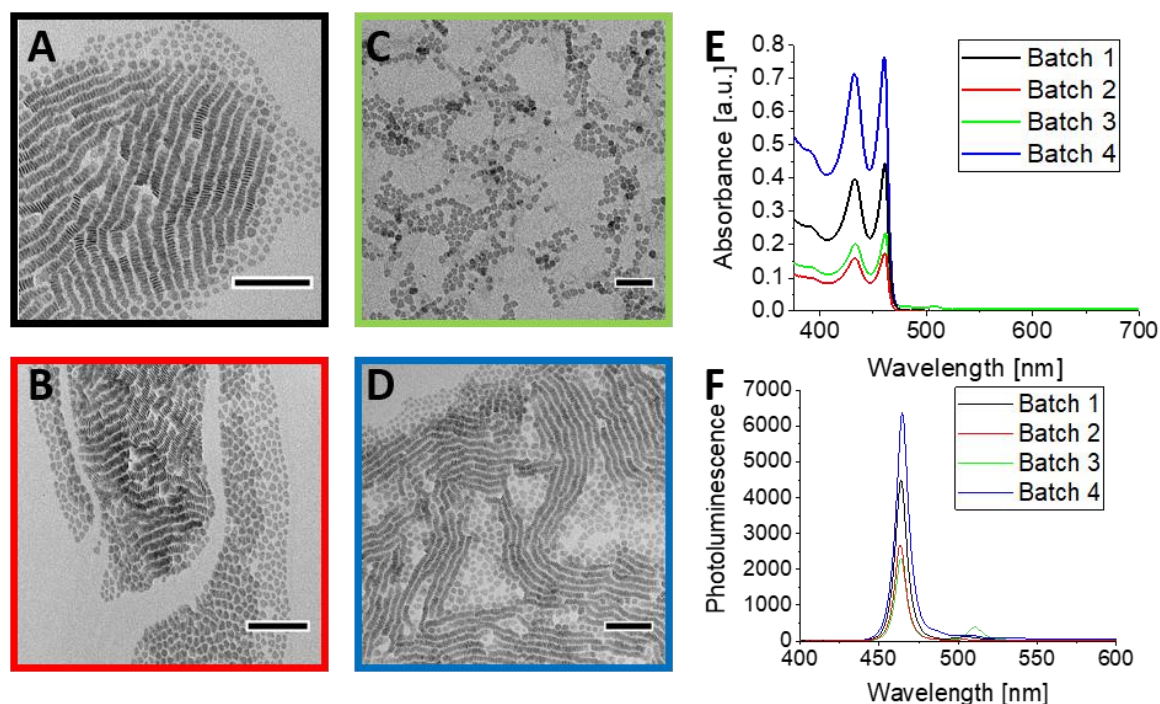 A
C
B
D
E
0.8
0.7
0.6
0.5
0.4
0.3
0.2
0.1
0.0
Absorbance [a.u.]
Batch 1
Batch 2
Batch 3
Batch 4
400
500
600
700
Wavelength [nm]
F
7000
6000
5000
4000
3000
2000
1000
0
Photoluminescence
Batch 1
Batch 2
Batch 3
Batch 4
400
450
500
550
600
Wavelength [nm]